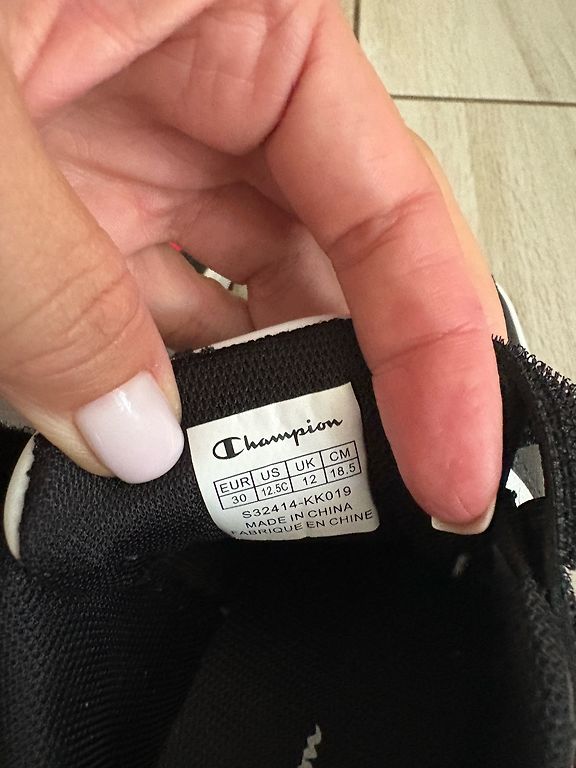 Champion
EUR US UK CM
30 12.5C 12 18.5
S32414-KK019
MADE IN CHINA
FABRIQUE EN CHINE